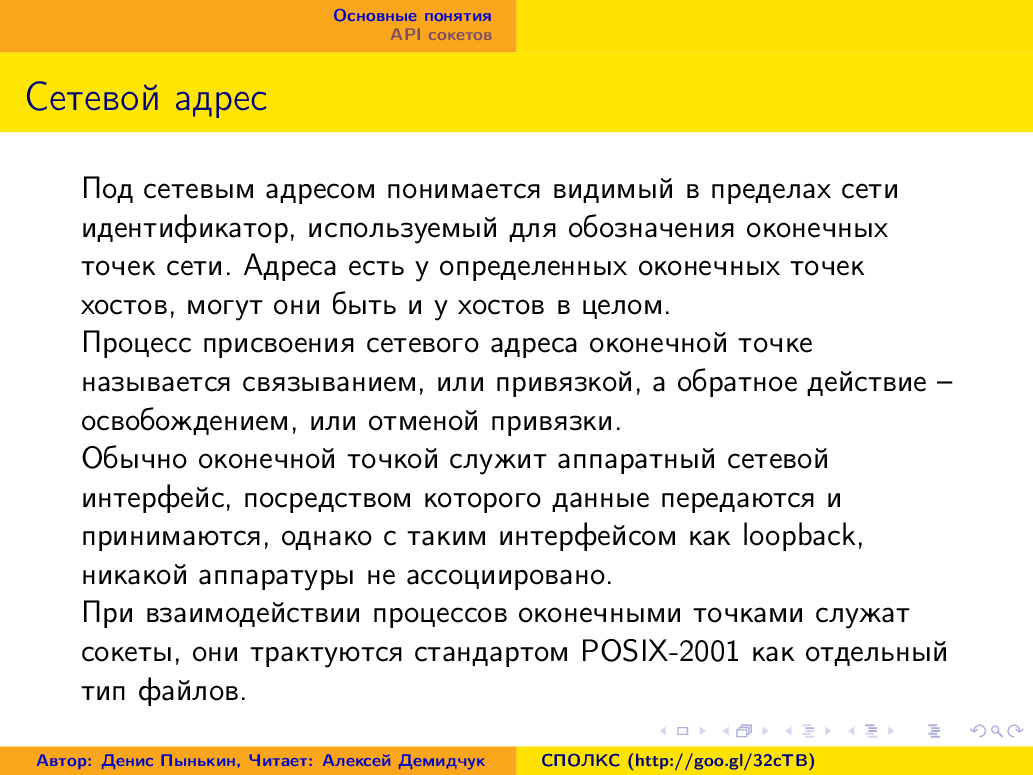 Основные понятия
API сокетов
Сетевой адрес
Под сетевым адресом понимается видимый в пределах сети
идентификатор, используемый для обозначения оконечных
точек сети. Адреса есть у определенных оконечных точек
хостов, могут они быть и у хостов в целом.
Процесс присвоения сетевого адреса оконечной точке
называется связыванием, или привязкой, а обратное действие –
освобождением, или отменой привязки.
Обычно оконечной точкой служит аппаратный сетевой
интерфейс, посредством которого данные передаются и
принимаются, однако с таким интерфейсом как loopback,
никакой аппаратуры не ассоциировано.
При взаимодействии процессов оконечными точками служат
сокеты, они трактуются стандартом POSIX-2001 как отдельный
тип файлов.
Автор: Денис Пынькин, Читает: Алексей Демидчук
СПОЛКС (http://goo.gl/32cTB)